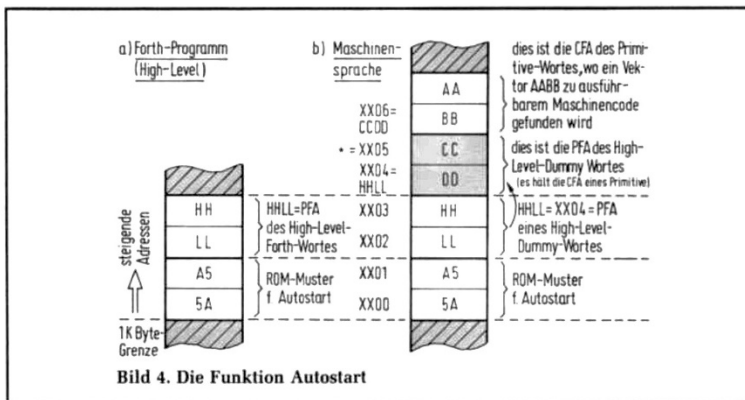 a) Forth-Programm
(High-Level)
b) Maschinen-
sprache
dies ist die CFA des Primi-
tive-Wortes, wo ein Vek-
tor AABB zu ausführ-
barem Maschinencode
gefunden wird
AA
BB
XX06=
CCDD
* = XX05
CC
XX04=
HHLL
DD
dies ist die PFA des High-
Level-Dummy Wortes
(es hält die CFA eines Primitive)
steigende
Adressen
HH
LL
HHLL=PFA
des High-Level-
Forth-Wortes
XX03
HH
XX02
LL
HHLL=XX04=PFA
eines High-Level-
Dummy-Wortes
A5
5A
ROM-Muster
f. Autostart
XX01
A5
XX00
5A
ROM-Muster
f. Autostart
1K Byte-
Grenze
Bild 4. Die Funktion Autostart